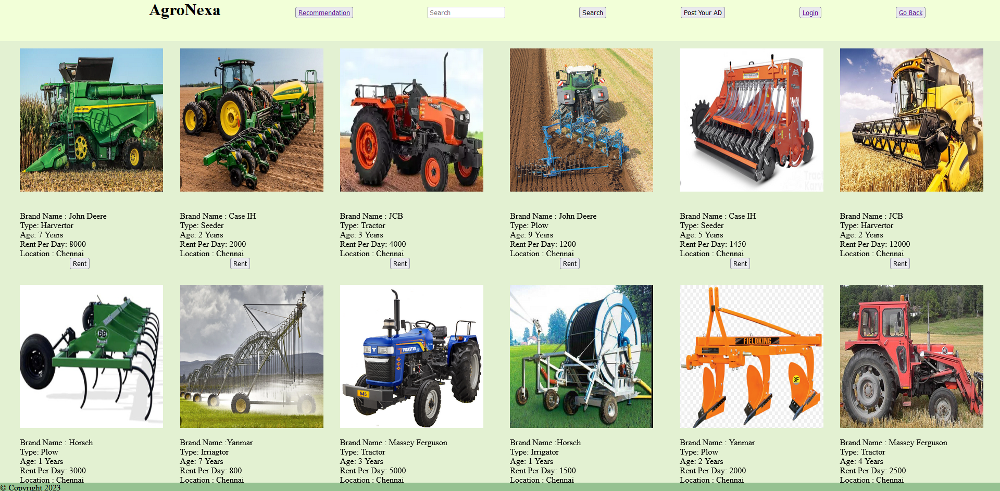 AgroNexa
Recommendation
Search
Search
Post Your AD
Login
Go Back
JOHN DEERE
JOHN DEERE
Brand Name : John Deere
Type: Harvertor
Age: 7 Years
Rent Per Day: 8000
Location : Chennai
Rent
Brand Name : Case IH
Type: Seeder
Age: 2 Years
Rent Per Day: 2000
Location : Chennai
Rent
Brand Name : JCB
Type: Tractor
Age: 3 Years
Rent Per Day: 4000
Location : Chennai
Rent
Brand Name : John Deere
Type: Plow
Age: 9 Years
Rent Per Day: 1200
Location : Chennai
Rent
Brand Name : Case IH
Type: Seeder
Age: 5 Years
Rent Per Day: 1450
Location : Chennai
Rent
Brand Name : JCB
Type: Harvertor
Age: 2 Years
Rent Per Day: 12000
Location : Chennai
Rent
BB
TRAKSTAR
545
FIELDKING
3F
Brand Name : Horsch
Type: Plow
Age: 1 Years
Rent Per Day: 3000
Location : Chennai
Brand Name :Yanmar
Type: Irriagtor
Age: 7 Years
Rent Per Day: 800
Location : Chennai
Brand Name : Massey Ferguson
Type: Tractor
Age: 3 Years
Rent Per Day: 5000
Location : Chennai
Brand Name :Horsch
Type: Irrigator
Age: 1 Years
Rent Per Day: 1500
Location : Chennai
Brand Name : Yanmar
Type: Plow
Age: 2 Years
Rent Per Day: 2000
Location : Chennai
Brand Name : Massey Ferguson
Type: Tractor
Age: 4 Years
Rent Per Day: 2500
Location : Chennai
© Copyright 2023